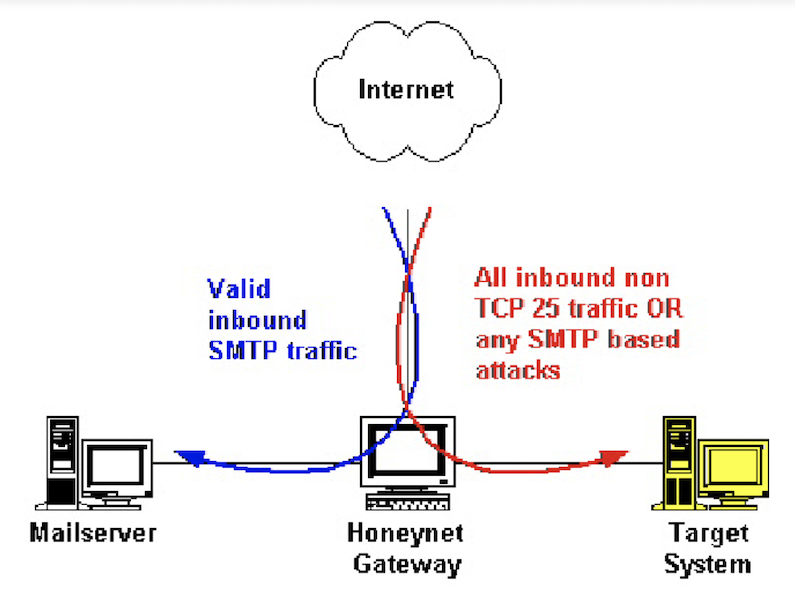 Internet
Valid
inbound
SMTP traffic
All inbound non
TCP 25 traffic OR
any SMTP based
attacks
Mailserver
Honeynet
Gateway
Target
System